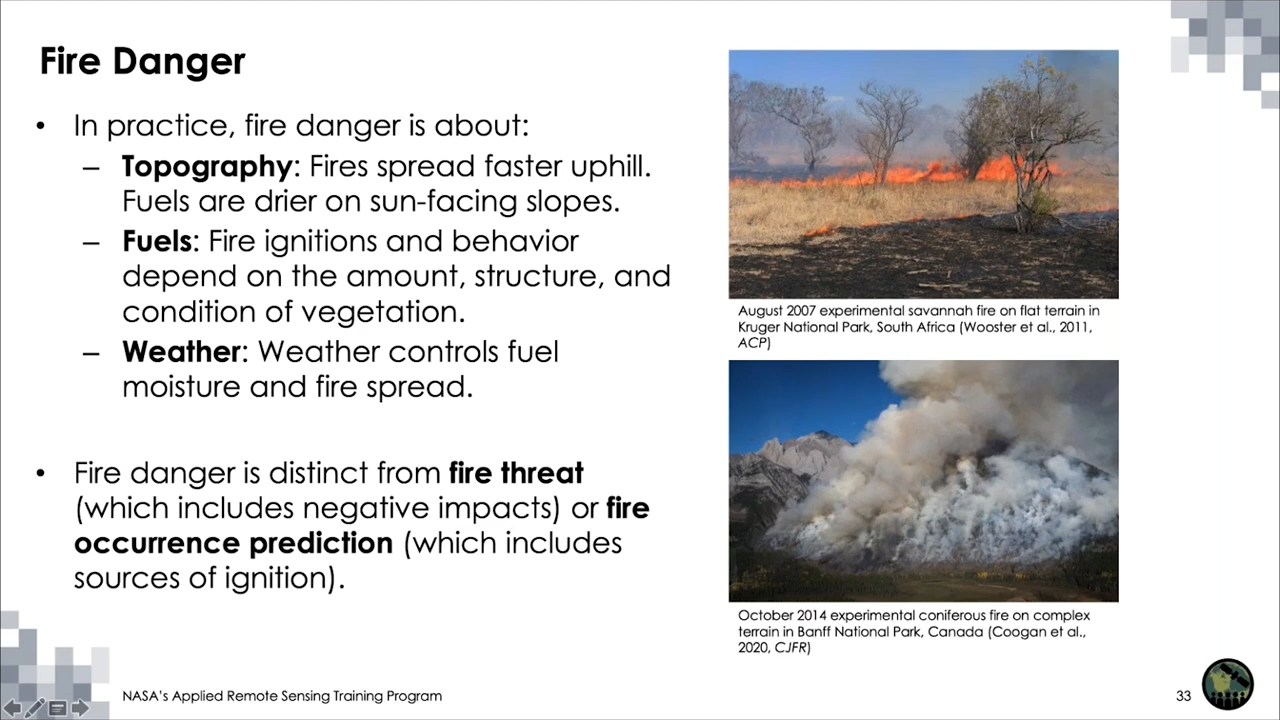 Fire Danger
• In practice, fire danger is about:
– Topography: Fires spread faster uphill.
Fuels are drier on sun-facing slopes.
– Fuels: Fire ignitions and behavior
depend on the amount, structure, and
condition of vegetation.
– Weather: Weather controls fuel
moisture and fire spread.
• Fire danger is distinct from fire threat
(which includes negative impacts) or fire
occurrence prediction (which includes
sources of ignition).
August 2007 experimental savannah fire on flat terrain in
Kruger National Park, South Africa (Wooster et al., 2011,
ACP)
October 2014 experimental coniferous fire on complex
terrain in Banff National Park, Canada (Coogan et al.,
2020, CJFR)
NASA's Applied Remote Sensing Training Program
33